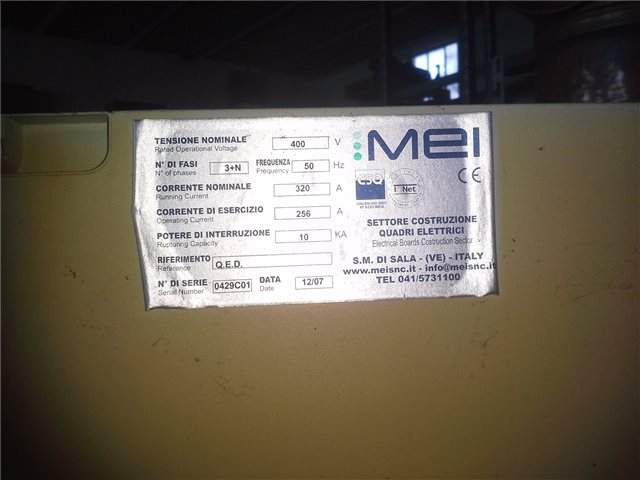 TENSIONE NOMINALE 400 V
Rated Operational Voltage
N° DI FASI 3+N FREQUENZA 50 Hz
N° of phases Frequency
CORRENTE NOMINALE 320 A
Running Current
CORRENTE DI ESERCIZIO 256 A
Operating Current
POTERE DI INTERRUZIONE 10 KA
Rupturing Capacity
RIFERIMENTO Q.E.D.
Reference
N° DI SERIE 0429C01 DATA 12/07
Serial Number Date
MEI
CSQ
Net
CE
SETTORE COSTRUZIONE
QUADRI ELETTRICI
Electrical Boards Costruction Sector
S.M. DI SALA - (VE) - ITALY
www.meisnc.it - info@meisnc.it
TEL 041/5731100